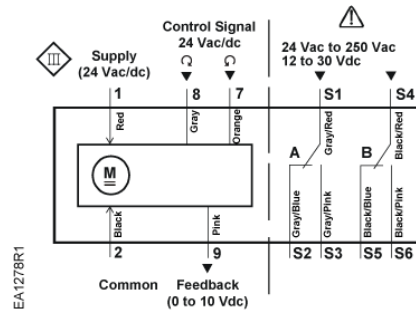 Control Signal
24 Vac/dc
III
Supply
(24 Vac/dc)
24 Vac to 250 Vac
12 to 30 Vdc
1
8
7
S1
S4
Red
Gray
Orange
Gray/Red
Black/Red
A
B
M
Black
Pink
Gray/Blue
Gray/Pink
Black/Blue
Black/Pink
2
9
S2
S3
S5
S6
Common
Feedback
(0 to 10 Vdc)
EA1278R1